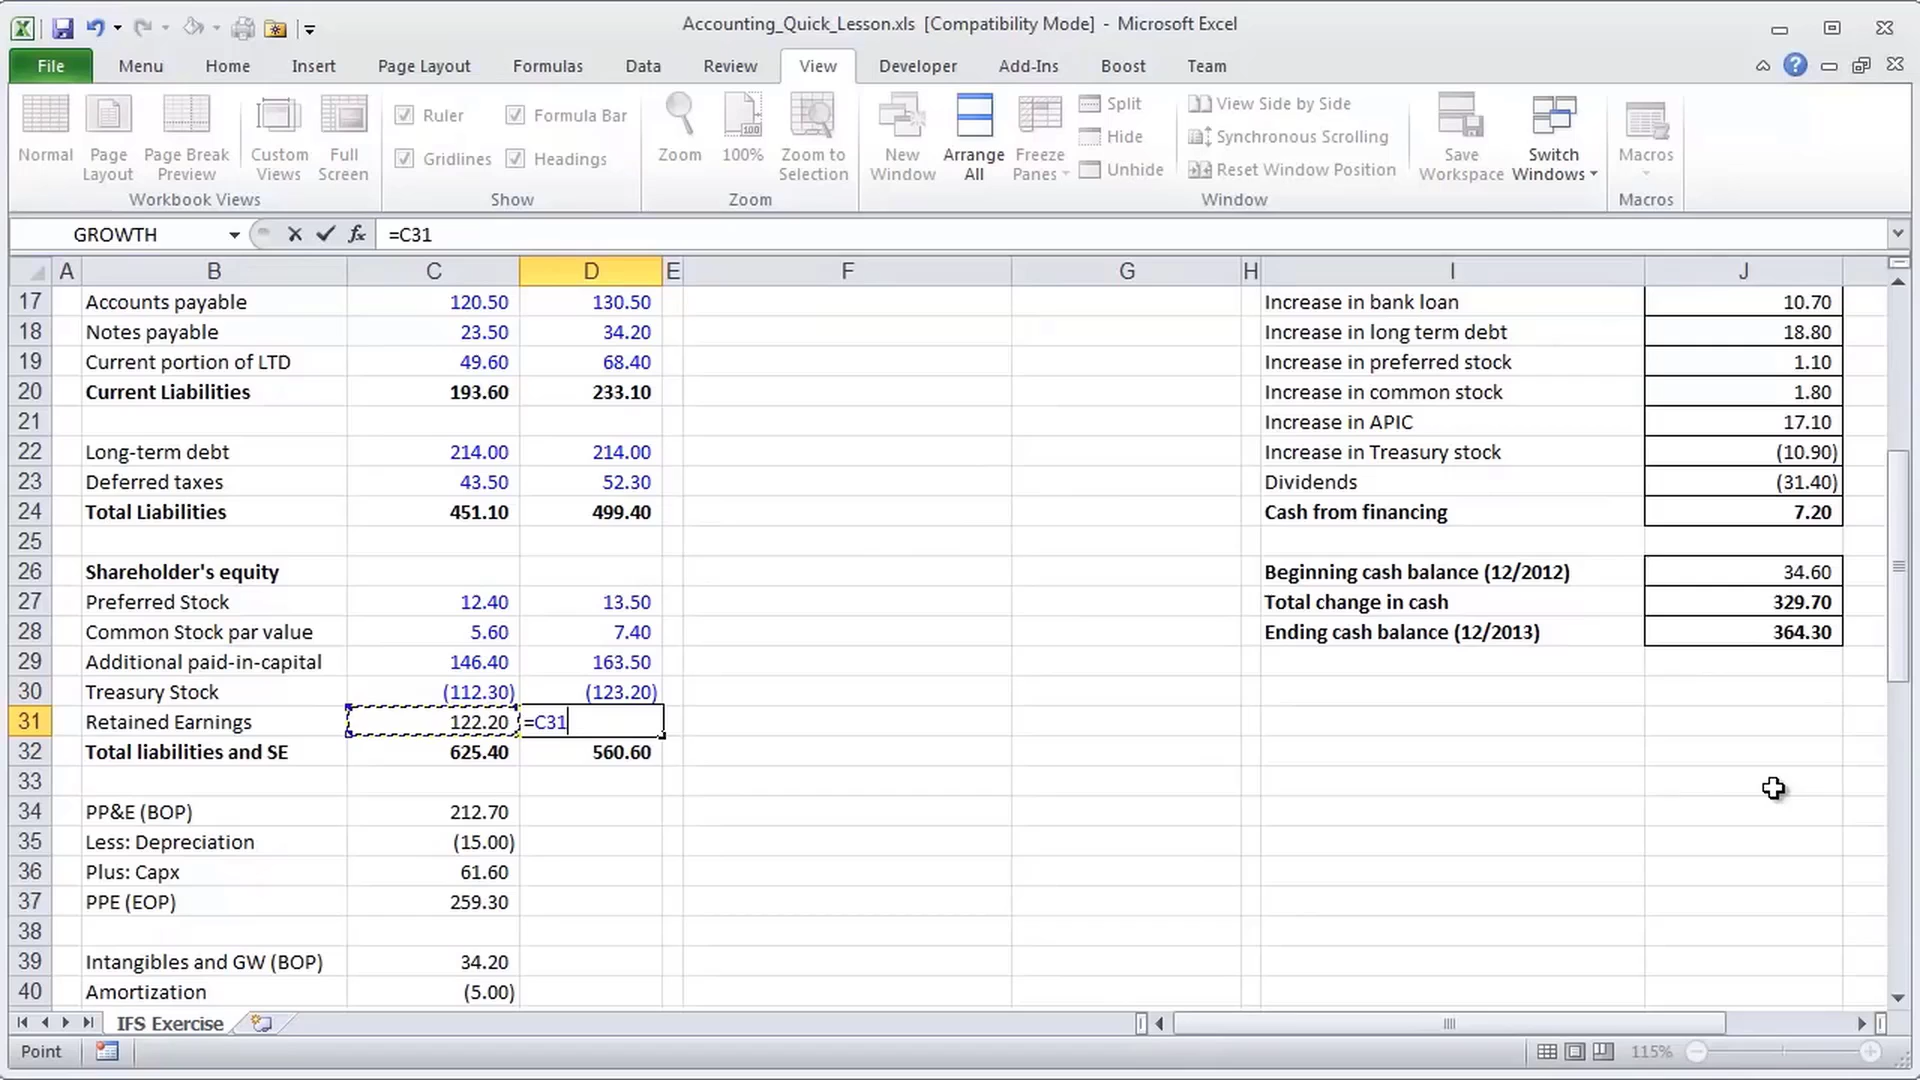 Accounting_Quick_Lesson.xls [Compatibility Mode] - Microsoft Excel
File Menu Home Insert Page Layout Formulas Data Review View Developer Add-Ins Boost Team
Normal Page Layout Page Break Preview Custom Views Full Screen
Workbook Views
Ruler Formula Bar
Gridlines Headings
Show
Zoom 100 100% Zoom to Selection
Zoom
New Window Arrange All Freeze Panes
Split
Hide
Unhide
View Side by Side
Synchronous Scrolling
Reset Window Position
Save Workspace Switch Windows
Window
Macros
Macros
GROWTH fx =C31
A B C D E F G H I J
17 Accounts payable 120.50 130.50 Increase in bank loan 10.70
18 Notes payable 23.50 34.20 Increase in long term debt 18.80
19 Current portion of LTD 49.60 68.40 Increase in preferred stock 1.10
20 Current Liabilities 193.60 233.10 Increase in common stock 1.80
21 Increase in APIC 17.10
22 Long-term debt 214.00 214.00 Increase in Treasury stock (10.90)
23 Deferred taxes 43.50 52.30 Dividends (31.40)
24 Total Liabilities 451.10 499.40 Cash from financing 7.20
25
26 Shareholder's equity Beginning cash balance (12/2012) 34.60
27 Preferred Stock 12.40 13.50 Total change in cash 329.70
28 Common Stock par value 5.60 7.40 Ending cash balance (12/2013) 364.30
29 Additional paid-in-capital 146.40 163.50
30 Treasury Stock (112.30) (123.20)
31 Retained Earnings 122.20 =C31
32 Total liabilities and SE 625.40 560.60
33
34 PP&E (BOP) 212.70
35 Less: Depreciation (15.00)
36 Plus: Capx 61.60
37 PPE (EOP) 259.30
38
39 Intangibles and GW (BOP) 34.20
40 Amortization (5.00)
IFS Exercise
Point 115%